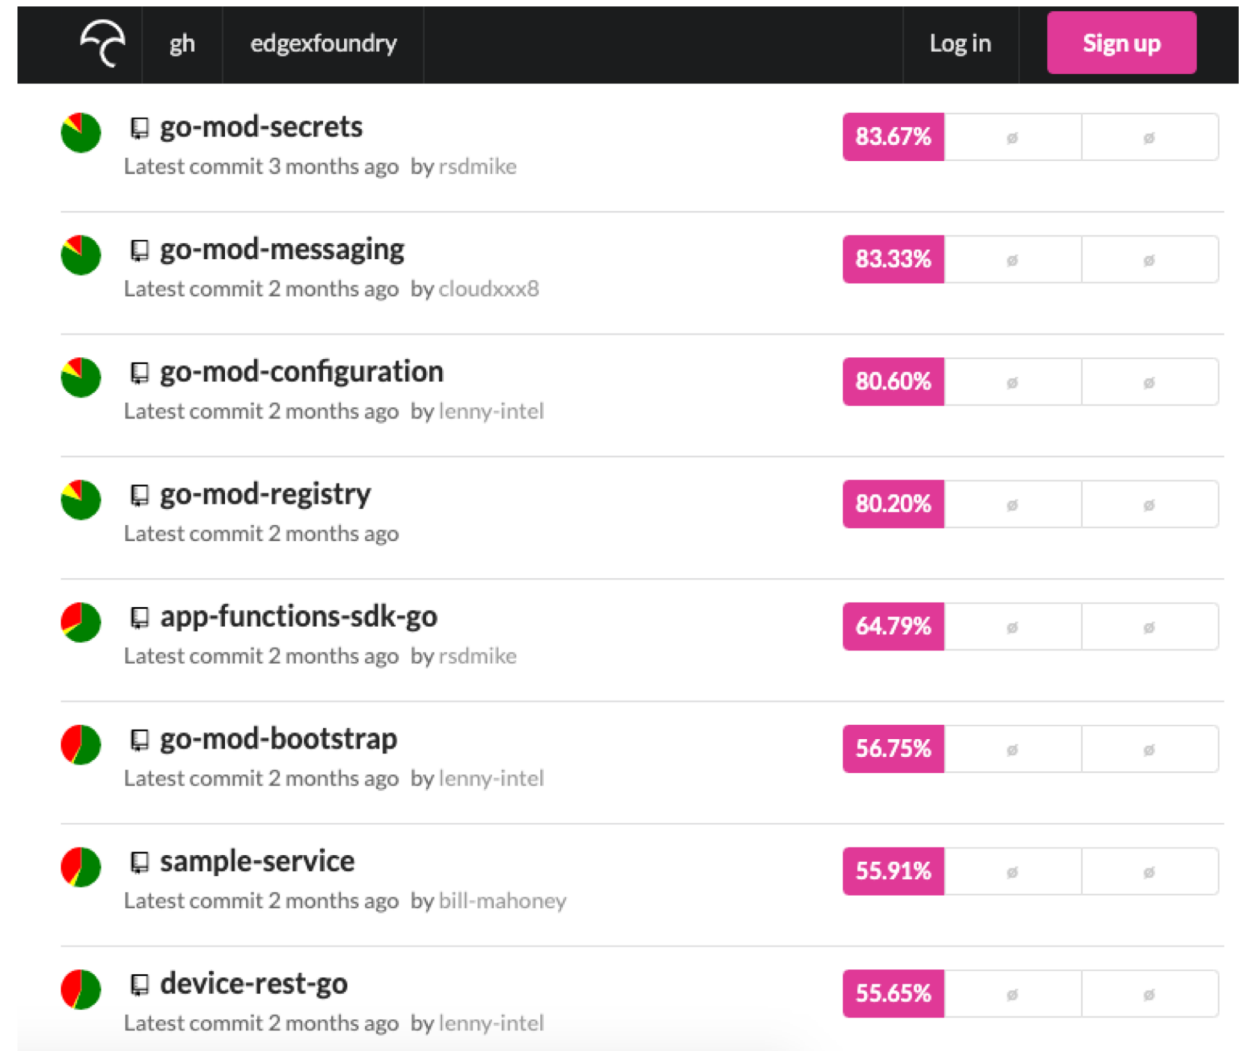 gh edgexfoundry Log in Sign up
go-mod-secrets 83.67% ø ø
Latest commit 3 months ago by rsdmike
go-mod-messaging 83.33% ø ø
Latest commit 2 months ago by cloudxxx8
go-mod-configuration 80.60% ø ø
Latest commit 2 months ago by lenny-intel
go-mod-registry 80.20% ø ø
Latest commit 2 months ago
app-functions-sdk-go 64.79% ø ø
Latest commit 2 months ago by rsdmike
go-mod-bootstrap 56.75% ø ø
Latest commit 2 months ago by lenny-intel
sample-service 55.91% ø ø
Latest commit 2 months ago by bill-mahoney
device-rest-go 55.65% ø ø
Latest commit 2 months ago by lenny-intel